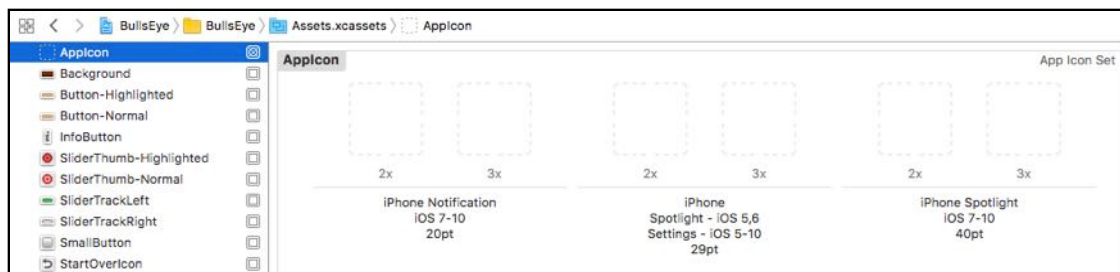 BullsEye 〉 BullsEye 〉 Assets.xcassets 〉 AppIcon
AppIcon
Background
Button-Highlighted
Button-Normal
InfoButton
SliderThumb-Highlighted
SliderThumb-Normal
SliderTrackLeft
SliderTrackRight
SmallButton
StartOverIcon
AppIcon
App Icon Set
2x 3x
iPhone Notification
iOS 7-10
20pt
2x 3x
iPhone
Spotlight - iOS 5,6
Settings - iOS 5-10
29pt
2x 3x
iPhone Spotlight
iOS 7-10
40pt